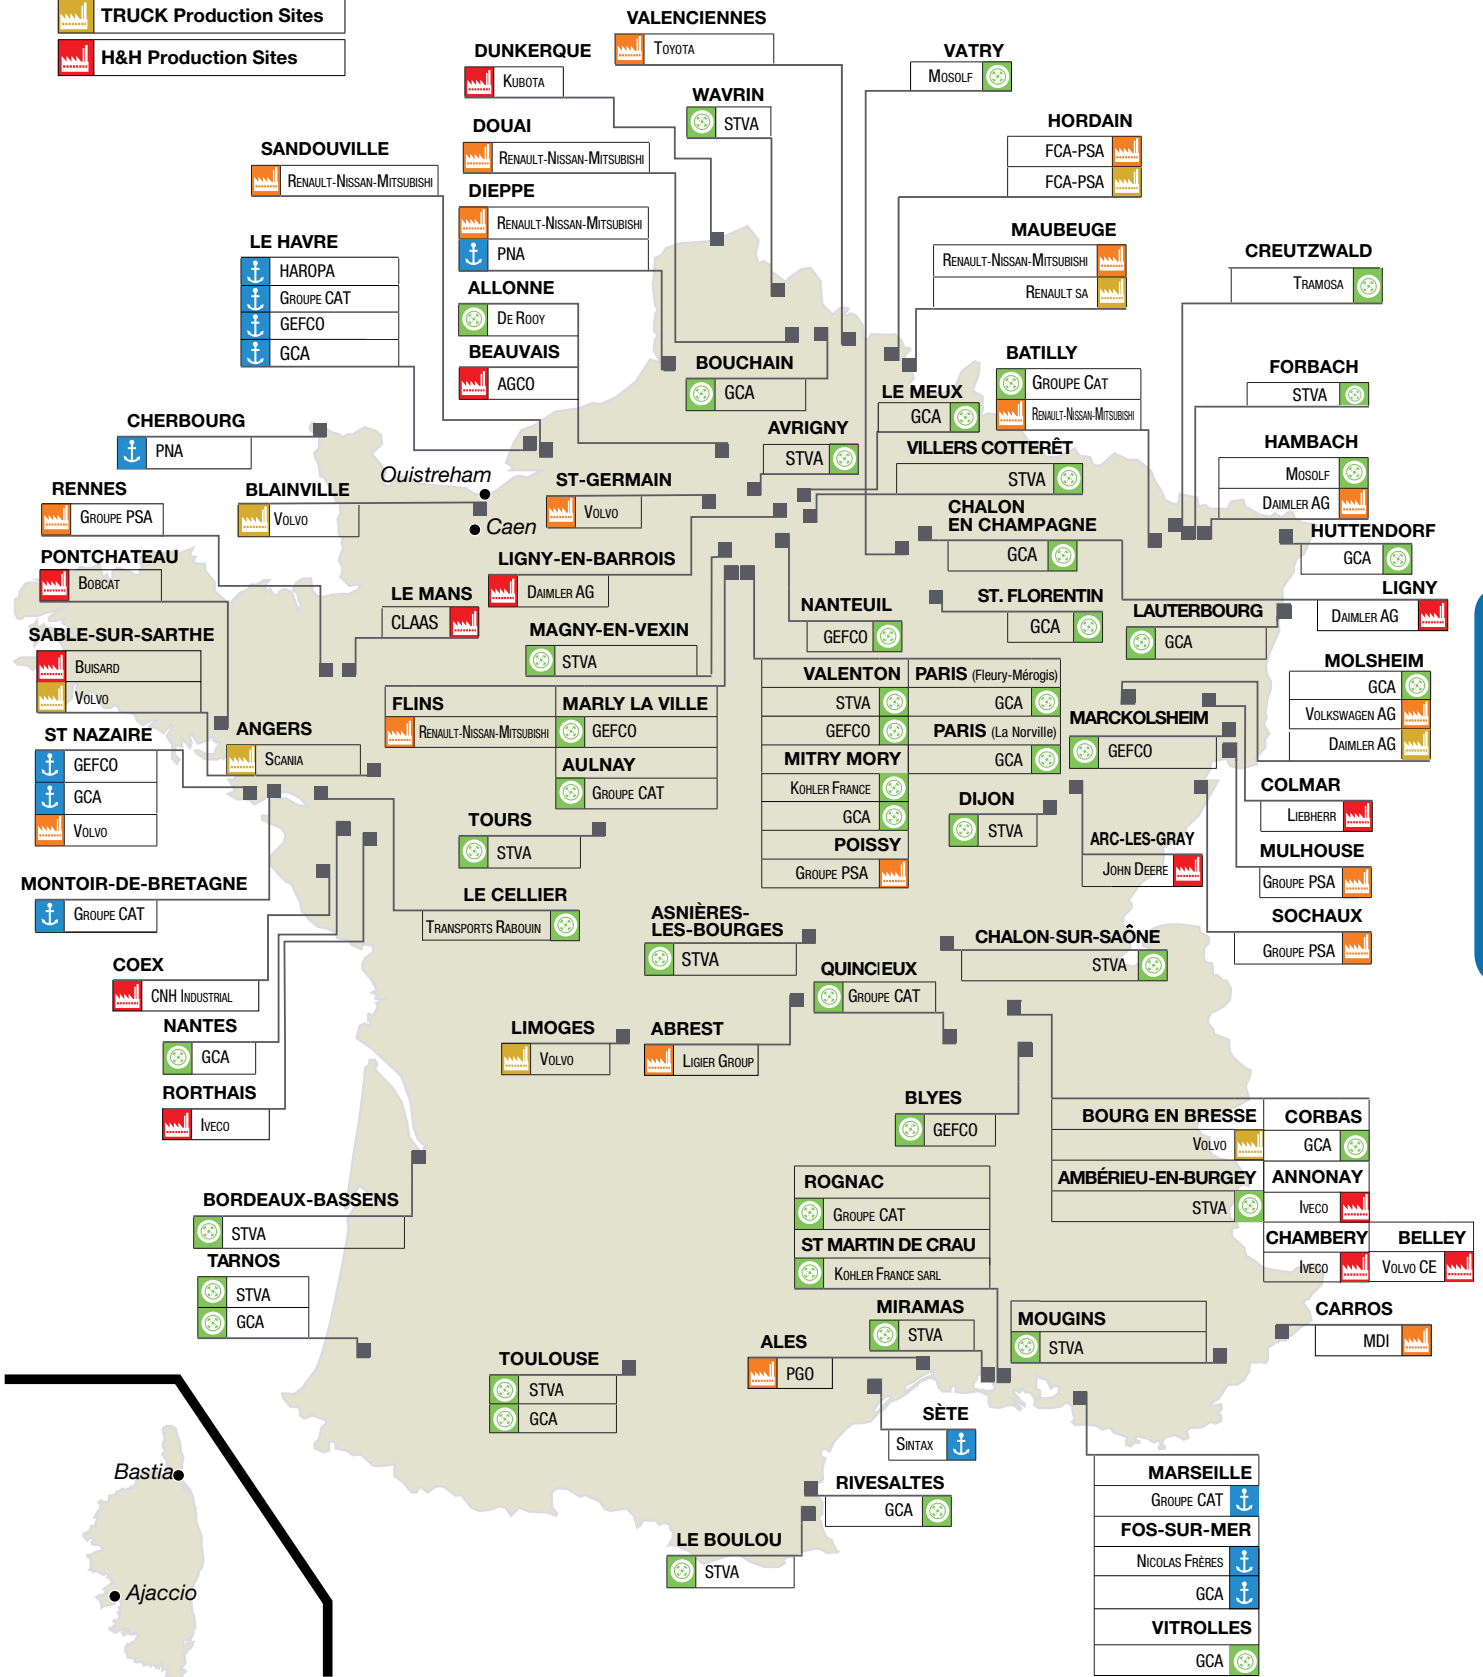 TRUCK Production Sites
H&H Production Sites
VALENCIENNES
TOYOTA
DUNKERQUE
KUBOTA
VATRY
MOSOLF
WAVRIN
STVA
DOUAI
RENAULT-NISSAN-MITSUBISHI
HORDAIN
FCA-PSA
FCA-PSA
SANDOUVILLE
RENAULT-NISSAN-MITSUBISHI
DIEPPE
RENAULT-NISSAN-MITSUBISHI
PNA
MAUBEUGE
RENAULT-NISSAN-MITSUBISHI
RENAULT SA
LE HAVRE
HAROPA
GROUPE CAT
GEFCO
GCA
CREUTZWALD
TRAMOSA
ALLONNE
DE ROOY
BEAUVAIS
AGCO
BOUCHAIN
GCA
BATILLY
GROUPE CAT
RENAULT-NISSAN-MITSUBISHI
LE MEUX
GCA
FORBACH
STVA
CHERBOURG
PNA
AVRIGNY
STVA
VILLERS COTTERÊT
STVA
HAMBACH
MOSOLF
DAIMLER AG
Ouistreham
Caen
RENNES
GROUPE PSA
BLAINVILLE
VOLVO
ST-GERMAIN
VOLVO
CHALON
EN CHAMPAGNE
GCA
HUTTENDORF
GCA
PONTCHATEAU
BOBCAT
LIGNY-EN-BARROIS
DAIMLER AG
LE MANS
CLAAS
NANTEUIL
GEFCO
ST. FLORENTIN
GCA
LIGNY
DAIMLER AG
LAUTERBOURG
GCA
SABLE-SUR-SARTHE
BUISARD
VOLVO
MAGNY-EN-VEXIN
STVA
MOLSHEIM
GCA
VOLKSWAGEN AG
DAIMLER AG
FLINS
RENAULT-NISSAN-MITSUBISHI
MARLY LA VILLE
GEFCO
AULNAY
GROUPE CAT
VALENTON
STVA
GEFCO
MITRY MORY
KOHLER FRANCE
GCA
POISSY
GROUPE PSA
PARIS (Fleury-Mérogis)
GCA
PARIS (La Norville)
GCA
MARCKOLSHEIM
GEFCO
ST NAZAIRE
GEFCO
GCA
VOLVO
ANGERS
SCANIA
COLMAR
LIEBHERR
DIJON
STVA
TOURS
STVA
ARC-LES-GRAY
JOHN DEERE
MULHOUSE
GROUPE PSA
MONTOIR-DE-BRETAGNE
GROUPE CAT
LE CELLIER
TRANSPORTS RABOUIN
ASNIÈRES-
LES-BOURGES
STVA
SOCHAUX
GROUPE PSA
CHALON-SUR-SAÔNE
STVA
COEX
CNH INDUSTRIAL
QUINCIEUX
GROUPE CAT
NANTES
GCA
LIMOGES
VOLVO
ABREST
LIGIER GROUP
RORTHAIS
IVECO
BLYES
GEFCO
BOURG EN BRESSE
VOLVO
CORBAS
GCA
AMBÉRIEU-EN-BURGEY
STVA
ANNONAY
IVECO
BORDEAUX-BASSENS
STVA
ROGNAC
GROUPE CAT
ST MARTIN DE CRAU
KOHLER FRANCE SARL
CHAMBERY
IVECO
BELLEY
VOLVO CE
TARNOS
STVA
GCA
MIRAMAS
STVA
MOUGINS
STVA
CARROS
MDI
ALES
PGO
TOULOUSE
STVA
GCA
SÈTE
SINTAX
Bastia
RIVESALTES
GCA
MARSEILLE
GROUPE CAT
FOS-SUR-MER
NICOLAS FRÈRES
GCA
VITROLLES
GCA
LE BOULOU
STVA
Ajaccio